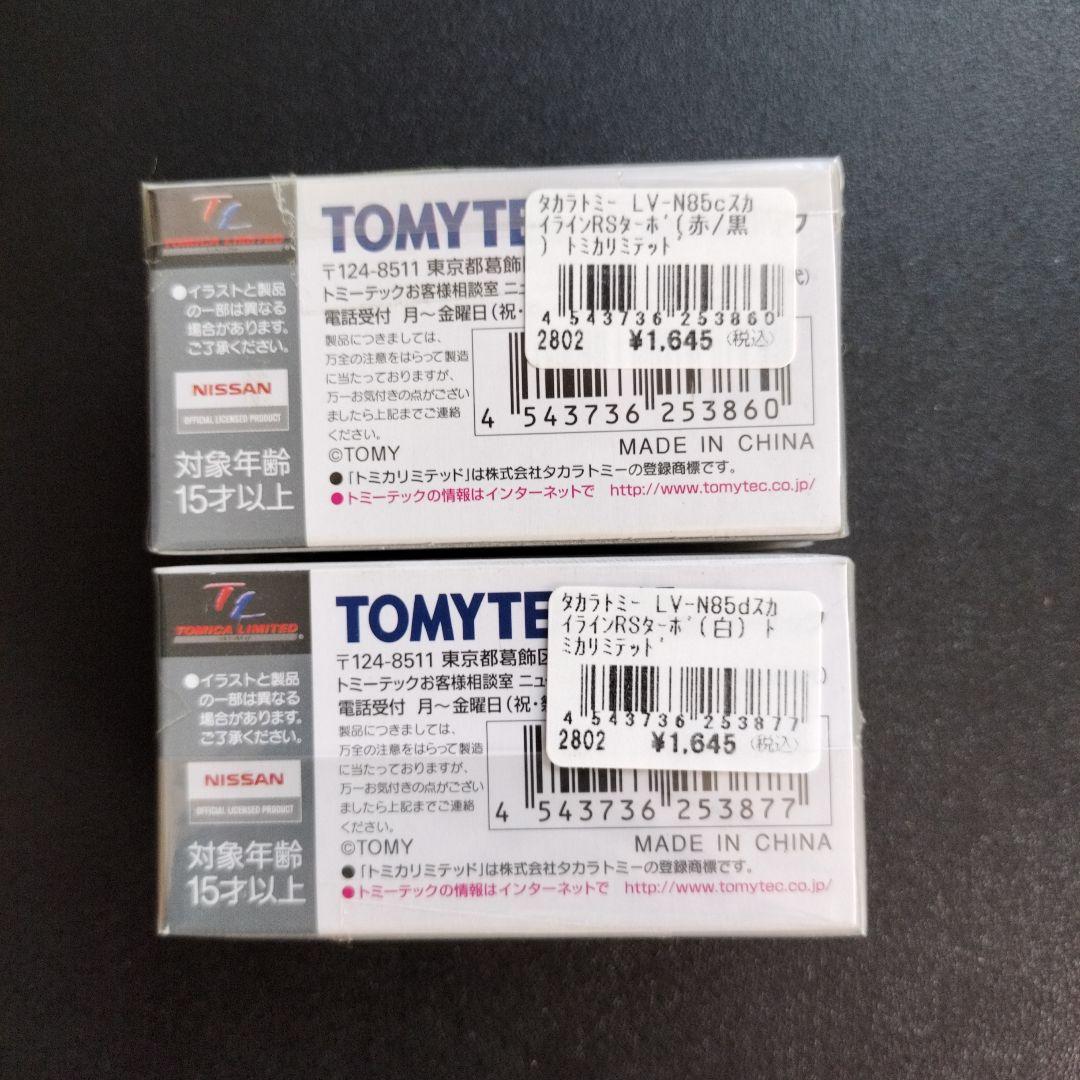 TL
タカラトミー LV-N85cスカ
イラインRSターボ(赤/黒
) トミカリミテッド
4 543736 253860
2802 ¥1,645 (税込)
TOMYTE
〒124-8511 東京都葛飾
トミーテックお客様相談室 ニュ
電話受付 月～金曜日(祝・
●イラストと製品
の一部は異なる
場合があります。
ご了承ください。
NISSAN
OFFICIAL LICENSED PRODUCT
対象年齢
15才以上
製品につきましては、
万全の注意をはらって製造
に当たっておりますが、
万一お気付きの点がござい
ましたら上記までご連絡
ください。
4 543736 253860
©TOMY
MADE IN CHINA
●「トミカリミテッド」は株式会社タカラトミーの登録商標です。
●トミーテックの情報はインターネットで http://www.tomytec.co.jp/
TL
TOMICA LIMITED
タカラトミー LV-N85dスカ
イラインRSターボ(白) ト
ミカリミテッド
4 543736 253877
2802 ¥1,645 (税込)
TOMYTE
〒124-8511 東京都葛飾区
トミーテックお客様相談室 ニュ
電話受付 月～金曜日(祝・
●イラストと製品
の一部は異なる
場合があります。
ご了承ください。
NISSAN
OFFICIAL LICENSED PRODUCT
対象年齢
15才以上
製品につきましては、
万全の注意をはらって製造
に当たっておりますが、
万一お気付きの点がござい
ましたら上記までご連絡
ください。
4 543736 253877
©TOMY
MADE IN CHINA
●「トミカリミテッド」は株式会社タカラトミーの登録商標です。
●トミーテックの情報はインターネットで http://www.tomytec.co.jp/